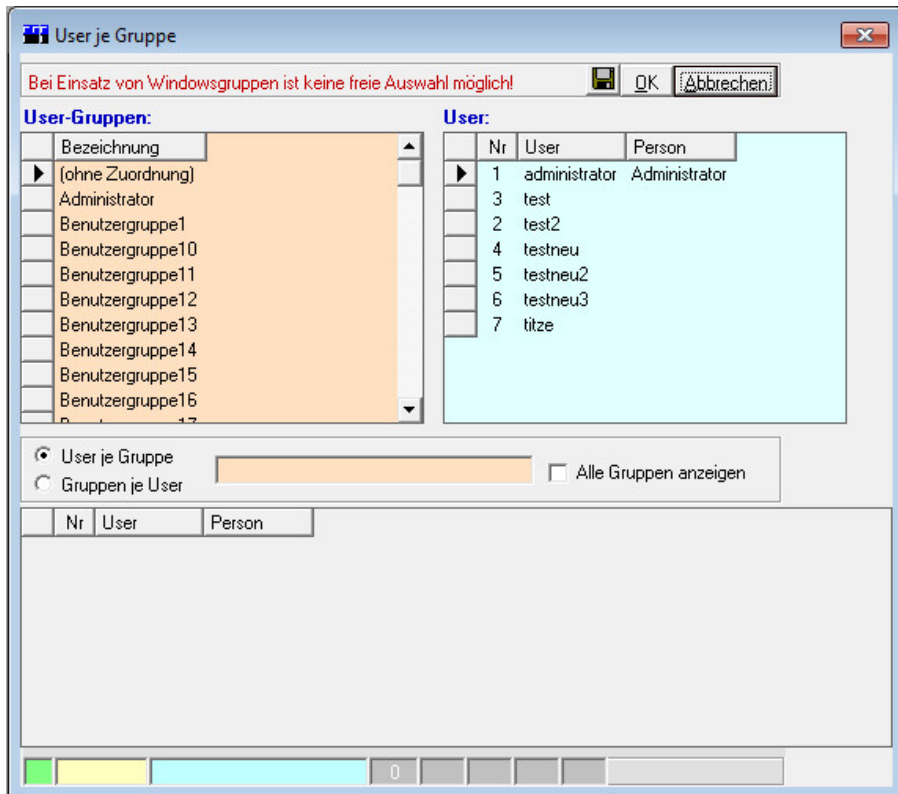 User je Gruppe
Bei Einsatz von Windowsgruppen ist keine freie Auswahl möglich! OK Abbrechen
User-Gruppen:
Bezeichnung
(ohne Zuordnung)
Administrator
Benutzergruppe1
Benutzergruppe10
Benutzergruppe11
Benutzergruppe12
Benutzergruppe13
Benutzergruppe14
Benutzergruppe15
Benutzergruppe16
User:
Nr User Person
1 administrator Administrator
3 test
2 test2
4 testneu
5 testneu2
6 testneu3
7 titze
User je Gruppe
Gruppen je User
Alle Gruppen anzeigen
Nr User Person
0